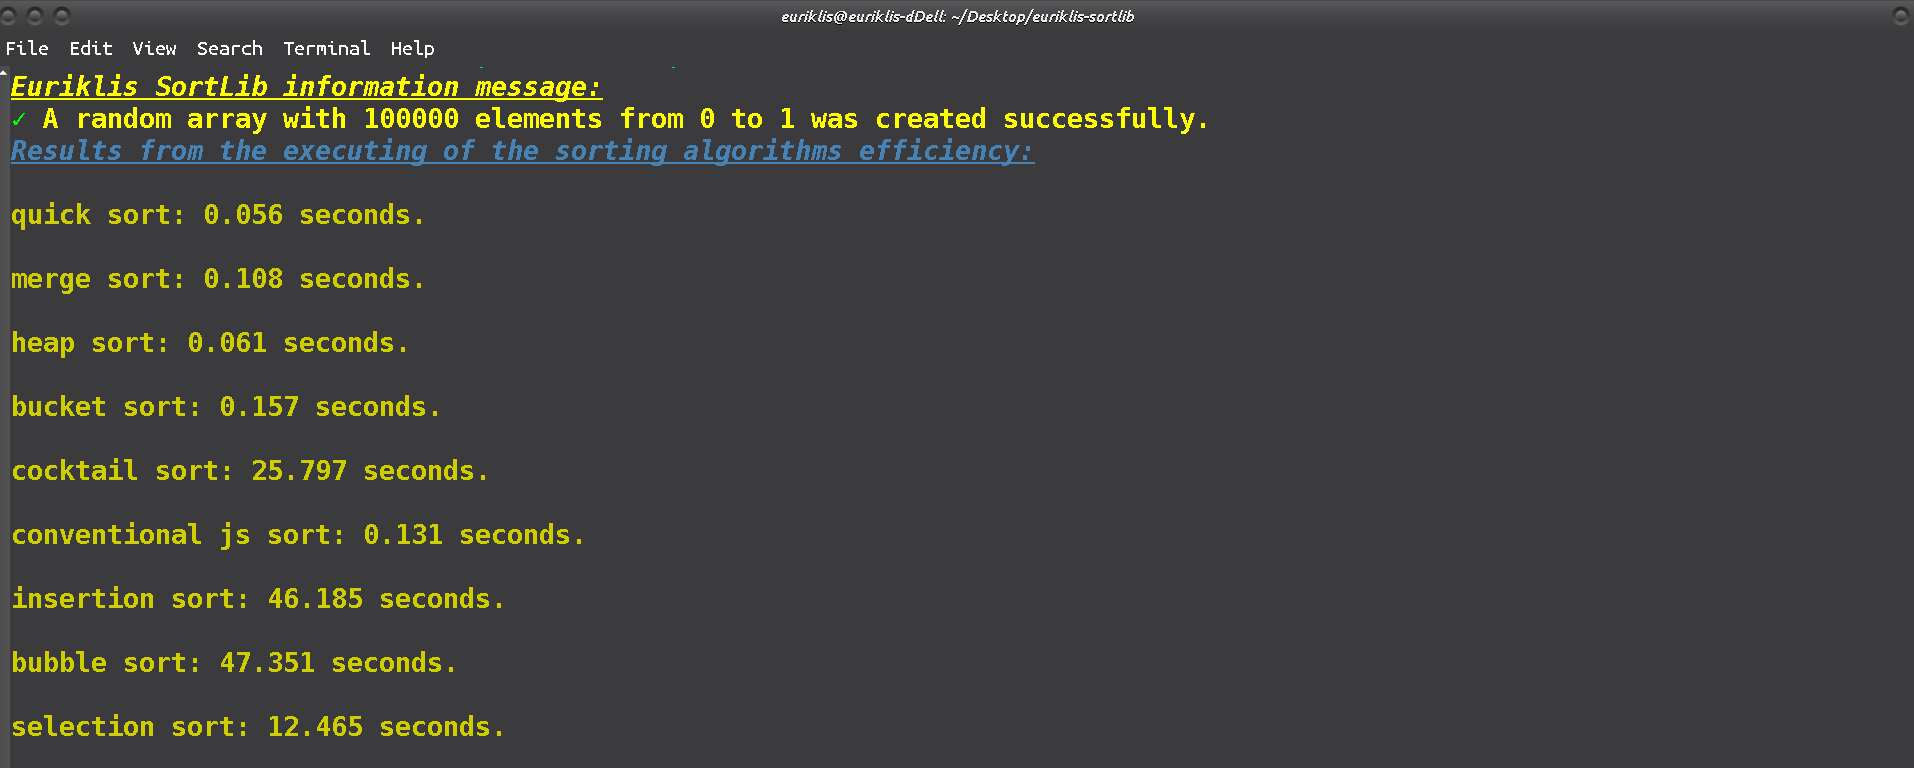 euriklis@euriklis-dDell: ~/Desktop/euriklis-sortlib
File Edit View Search Terminal Help
Euriklis SortLib information message:
✓ A random array with 100000 elements from 0 to 1 was created successfully.
Results from the executing of the sorting algorithms efficiency:
quick sort: 0.056 seconds.
merge sort: 0.108 seconds.
heap sort: 0.061 seconds.
bucket sort: 0.157 seconds.
cocktail sort: 25.797 seconds.
conventional js sort: 0.131 seconds.
insertion sort: 46.185 seconds.
bubble sort: 47.351 seconds.
selection sort: 12.465 seconds.